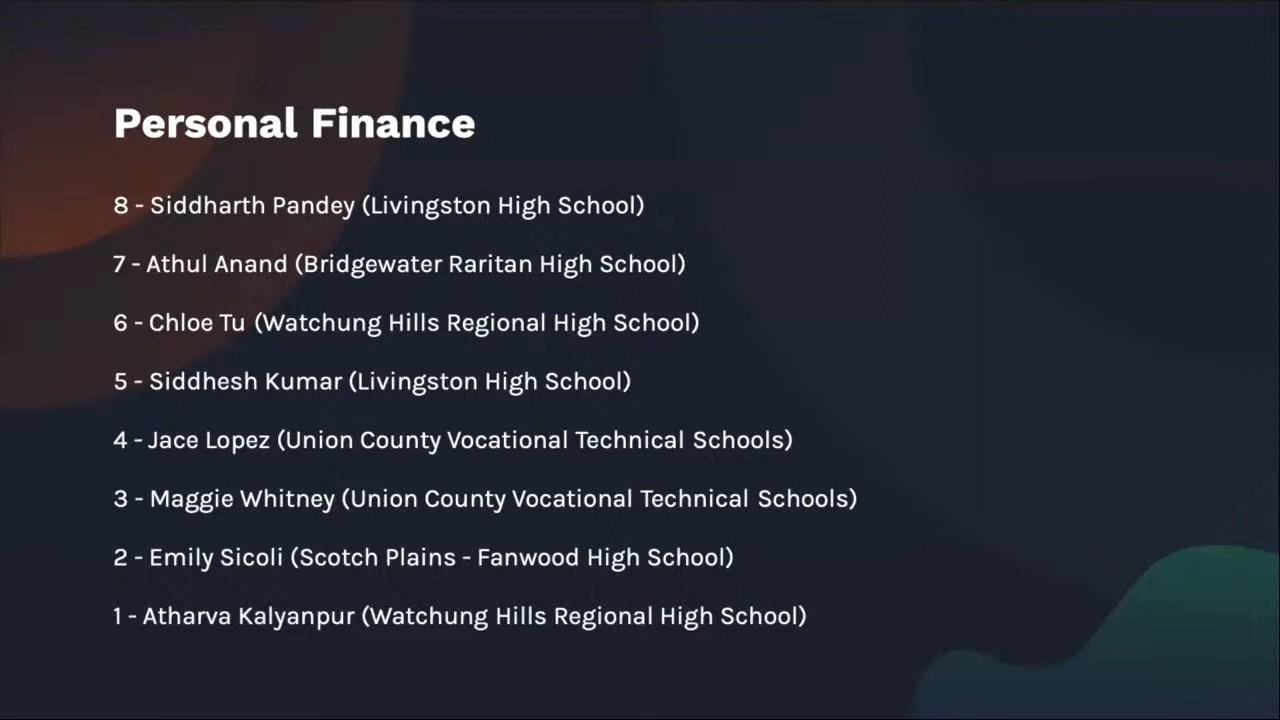 Personal Finance
8 - Siddharth Pandey (Livingston High School)
7 - Athul Anand (Bridgewater Raritan High School)
6 - Chloe Tu (Watchung Hills Regional High School)
5 - Siddhesh Kumar (Livingston High School)
4 - Jace Lopez (Union County Vocational Technical Schools)
3 - Maggie Whitney (Union County Vocational Technical Schools)
2 - Emily Sicoli (Scotch Plains - Fanwood High School)
1 - Atharva Kalyanpur (Watchung Hills Regional High School)